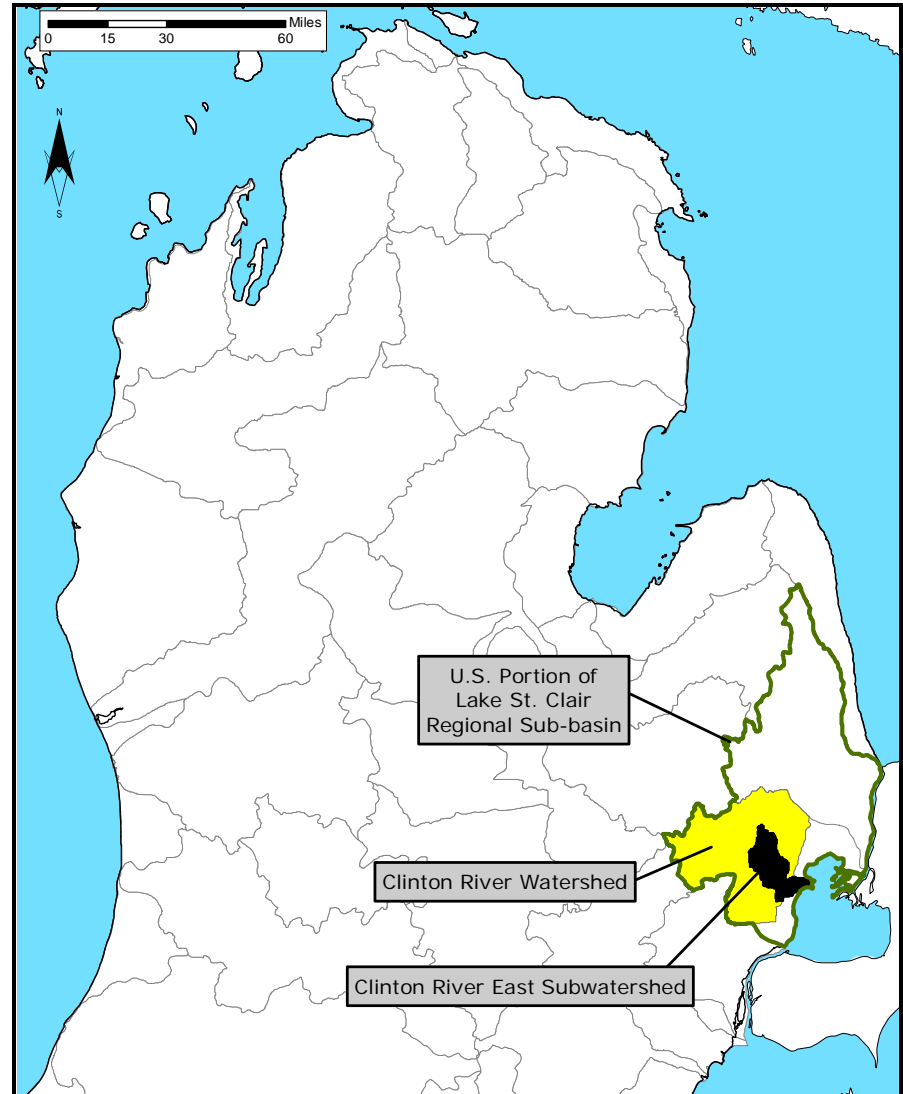 Miles
0 15 30 60
N
S
U.S. Portion of
Lake St. Clair
Regional Sub-basin
Clinton River Watershed
Clinton River East Subwatershed